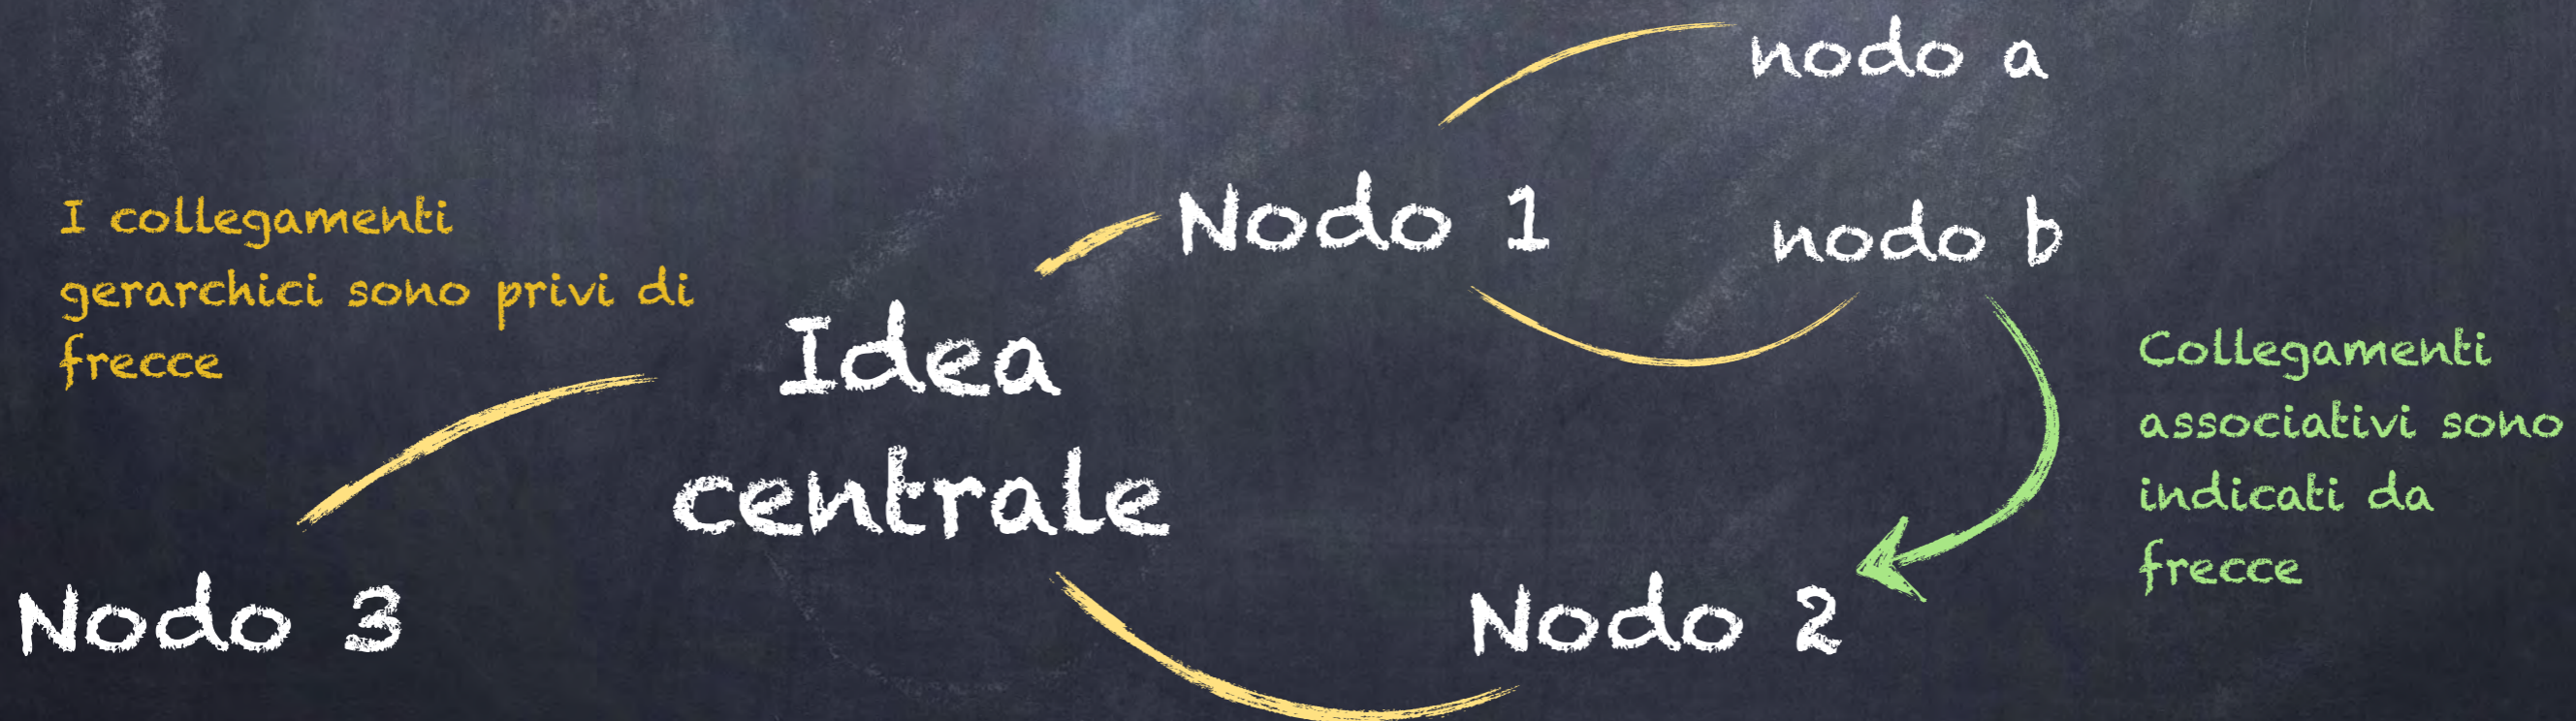 nodo a
I collegamenti
gerarchici sono privi di
frecce
Nodo 1
nodo b
Idea
centrale
Collegamenti
associativi sono
indicati da
frecce
Nodo 3
Nodo 2